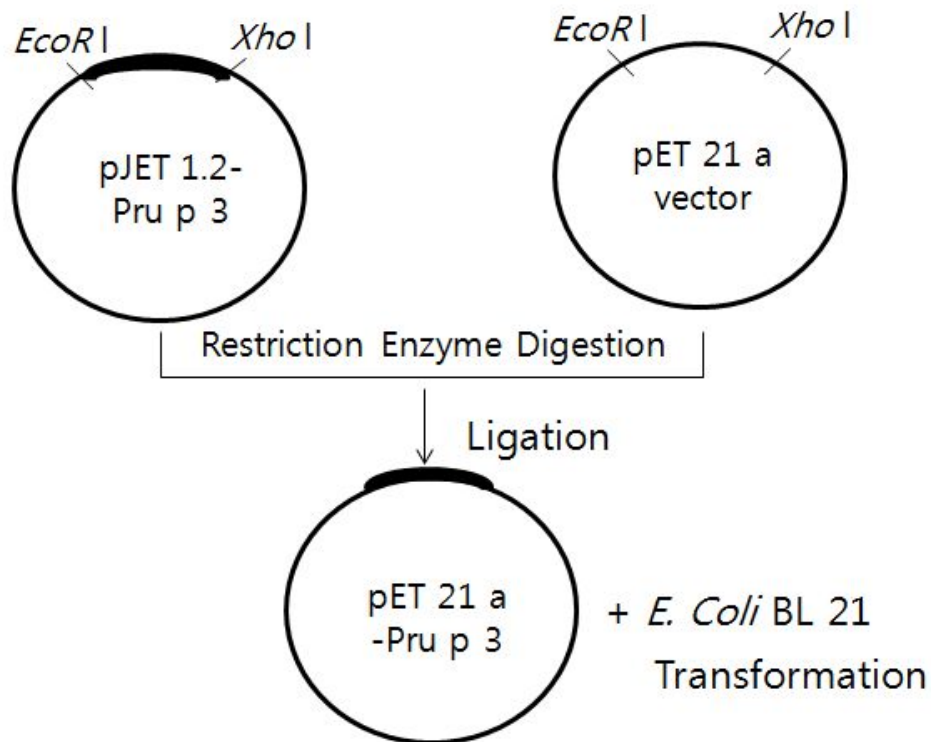 EcoR I
Xho I
pJET 1.2-
Pru p 3
EcoR I
Xho I
pET 21 a
vector
Restriction Enzyme Digestion
Ligation
pET 21 a
-Pru p 3
+ E. Coli BL 21
Transformation